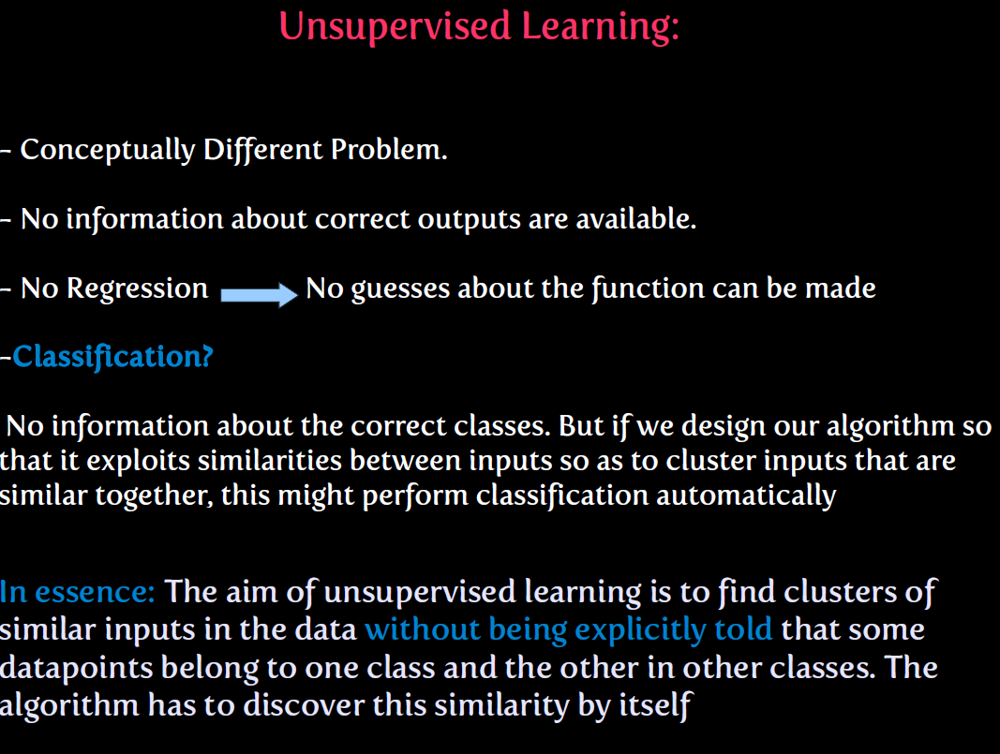 Unsupervised Learning:
- Conceptually Different Problem.
- No information about correct outputs are available.
- No Regression No guesses about the function can be made
-Classification?
No information about the correct classes. But if we design our algorithm so
that it exploits similarities between inputs so as to cluster inputs that are
similar together, this might perform classification automatically
In essence: The aim of unsupervised learning is to find clusters of
similar inputs in the data without being explicitly told that some
datapoints belong to one class and the other in other classes. The
algorithm has to discover this similarity by itself